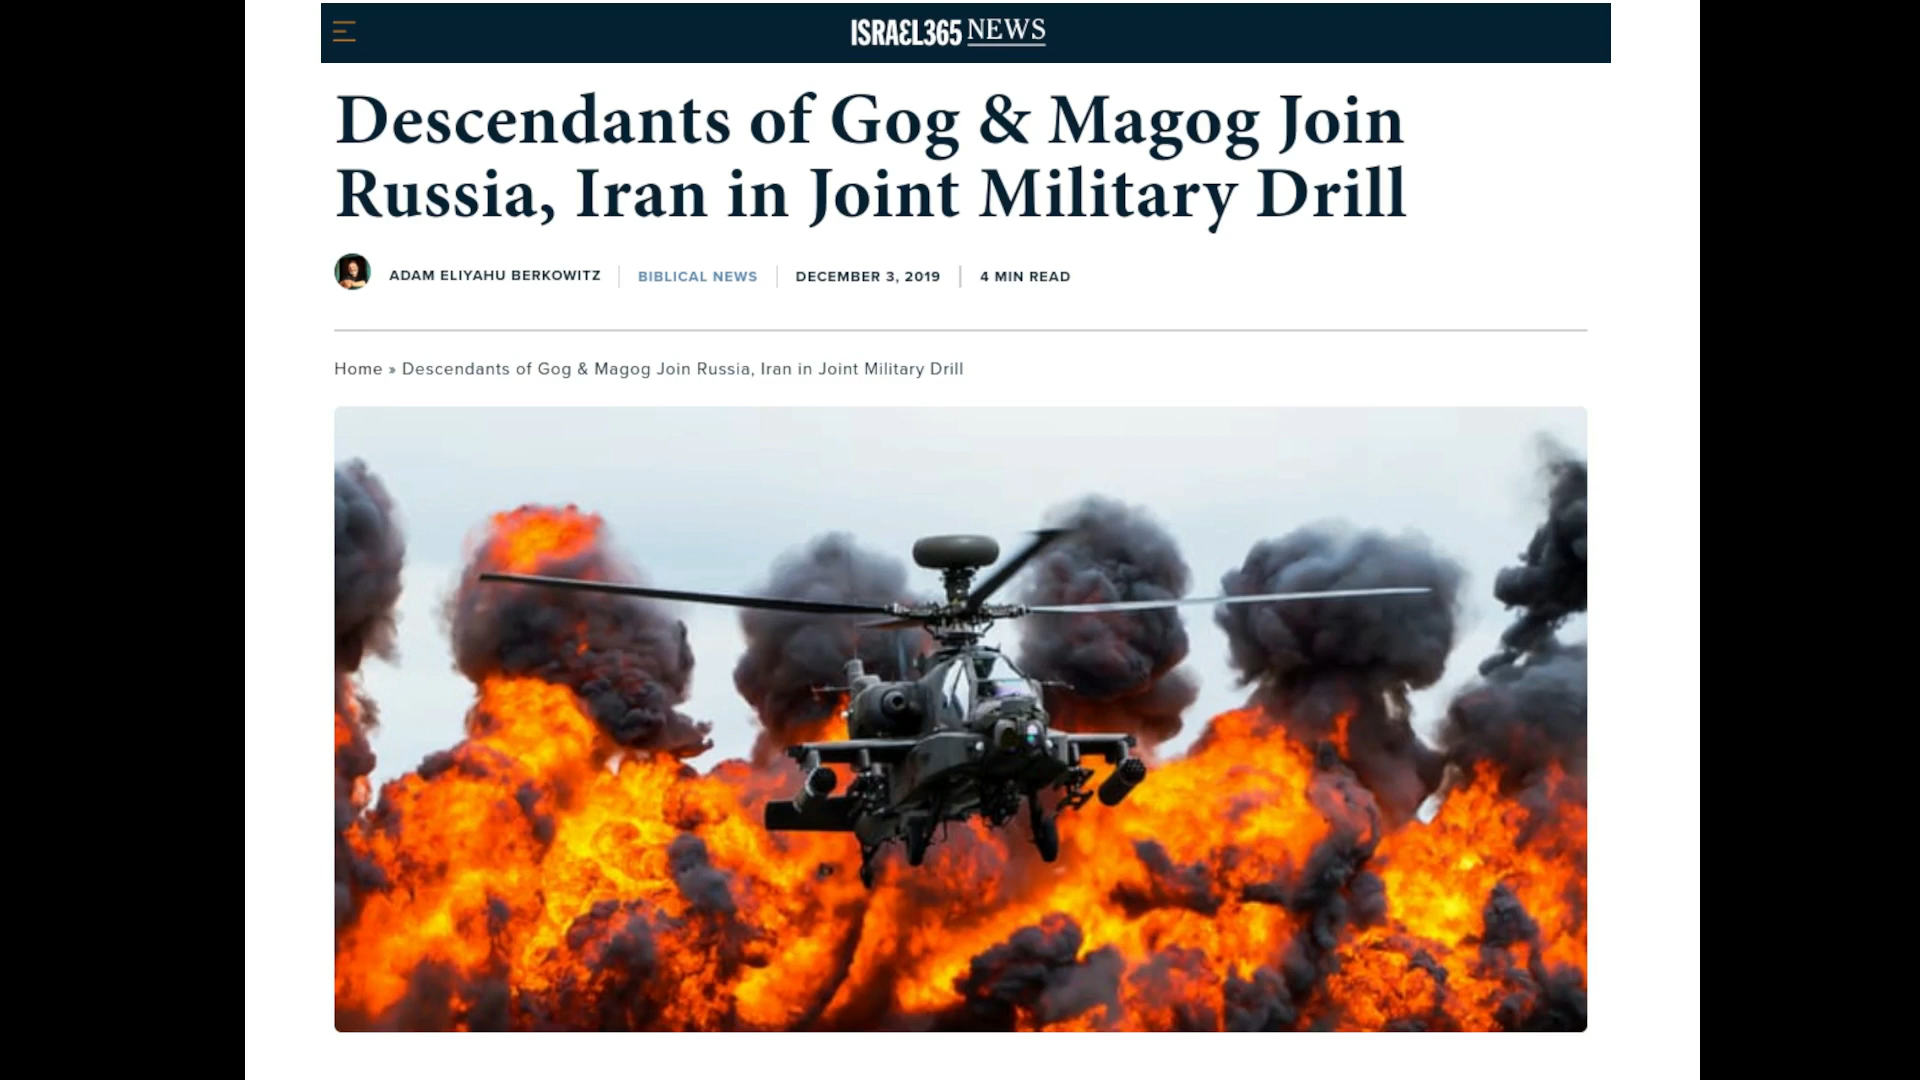 ISRAEL365 NEWS
Descendants of Gog & Magog Join
Russia, Iran in Joint Military Drill
ADAM ELIYAHU BERKOWITZ
BIBLICAL NEWS
DECEMBER 3, 2019
4 MIN READ
Home » Descendants of Gog & Magog Join Russia, Iran in Joint Military Drill